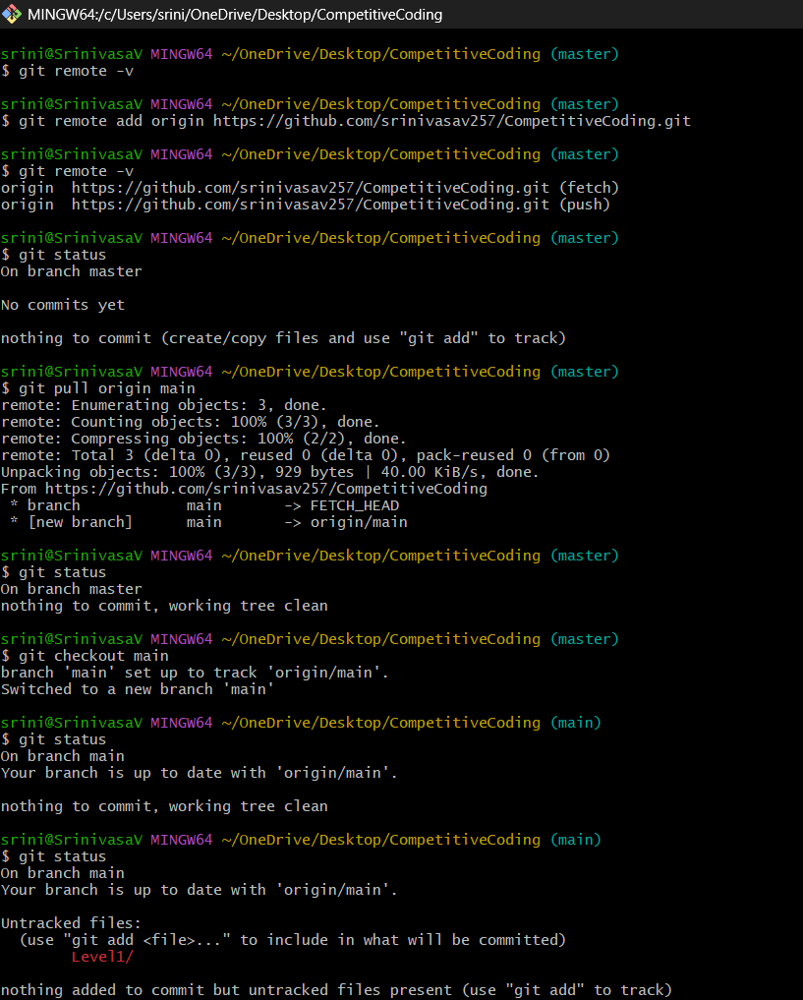 MINGW64:/c/Users/srini/OneDrive/Desktop/CompetitiveCoding
srini@SrinivasaV MINGW64 ~/OneDrive/Desktop/CompetitiveCoding (master)
$ git remote -v
srini@SrinivasaV MINGW64 ~/OneDrive/Desktop/CompetitiveCoding (master)
$ git remote add origin https://github.com/srinivasav257/CompetitiveCoding.git
srini@SrinivasaV MINGW64 ~/OneDrive/Desktop/CompetitiveCoding (master)
$ git remote -v
origin  https://github.com/srinivasav257/CompetitiveCoding.git (fetch)
origin  https://github.com/srinivasav257/CompetitiveCoding.git (push)
srini@SrinivasaV MINGW64 ~/OneDrive/Desktop/CompetitiveCoding (master)
$ git status
On branch master
No commits yet
nothing to commit (create/copy files and use "git add" to track)
srini@SrinivasaV MINGW64 ~/OneDrive/Desktop/CompetitiveCoding (master)
$ git pull origin main
remote: Enumerating objects: 3, done.
remote: Counting objects: 100% (3/3), done.
remote: Compressing objects: 100% (2/2), done.
remote: Total 3 (delta 0), reused 0 (delta 0), pack-reused 0 (from 0)
Unpacking objects: 100% (3/3), 929 bytes | 40.00 KiB/s, done.
From https://github.com/srinivasav257/CompetitiveCoding
 * branch            main       -> FETCH_HEAD
 * [new branch]      main       -> origin/main
srini@SrinivasaV MINGW64 ~/OneDrive/Desktop/CompetitiveCoding (master)
$ git status
On branch master
nothing to commit, working tree clean
srini@SrinivasaV MINGW64 ~/OneDrive/Desktop/CompetitiveCoding (master)
$ git checkout main
branch 'main' set up to track 'origin/main'.
Switched to a new branch 'main'
srini@SrinivasaV MINGW64 ~/OneDrive/Desktop/CompetitiveCoding (main)
$ git status
On branch main
Your branch is up to date with 'origin/main'.
nothing to commit, working tree clean
srini@SrinivasaV MINGW64 ~/OneDrive/Desktop/CompetitiveCoding (main)
$ git status
On branch main
Your branch is up to date with 'origin/main'.
Untracked files:
  (use "git add <file>..." to include in what will be committed)
        Level1/
nothing added to commit but untracked files present (use "git add" to track)